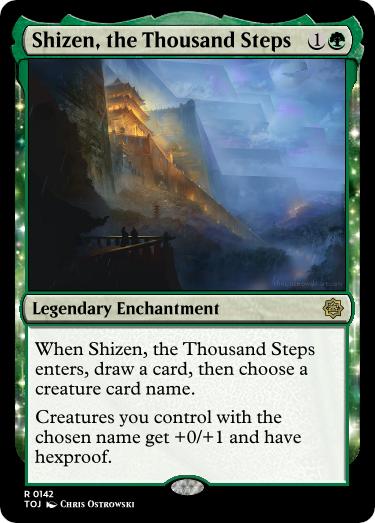 Shizen, the Thousand Steps 1
Legendary Enchantment
When Shizen, the Thousand Steps
enters, draw a card, then choose a
creature card name.
Creatures you control with the
chosen name get +0/+1 and have
hexproof.
R 0142
TOJ Chris Ostrowski